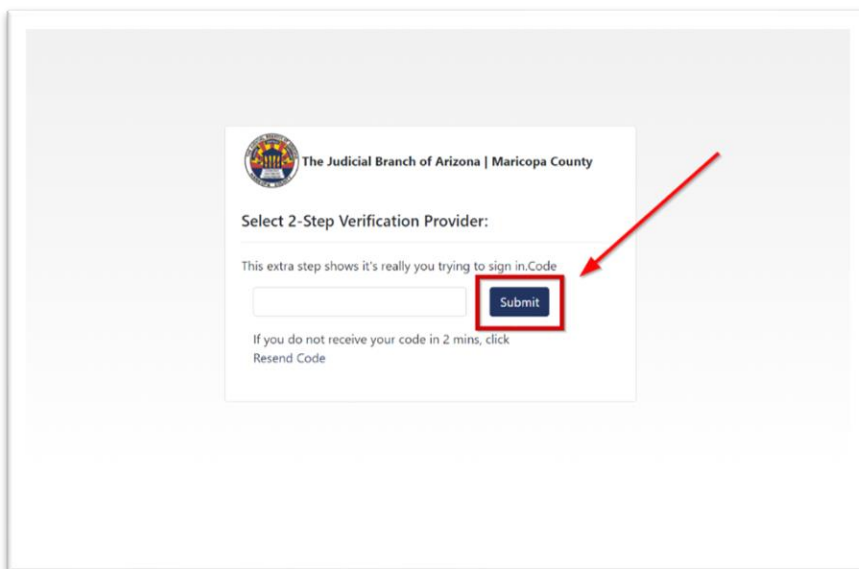 The Judicial Branch of Arizona | Maricopa County
Select 2-Step Verification Provider:
This extra step shows it's really you trying to sign in.Code
Submit
If you do not receive your code in 2 mins, click
Resend Code